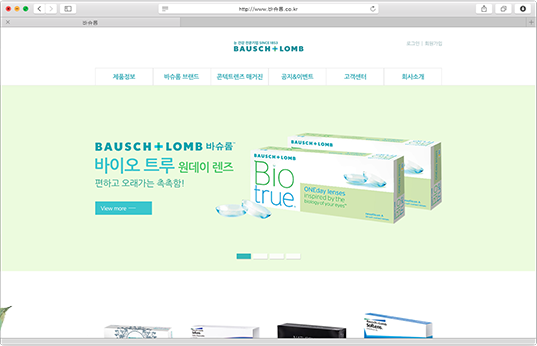 http://www.바슈롬.co.kr
바슈롬
BAUSCH+LOMB
로그인 | 회원가입
제품정보
바슈롬 브랜드
콘텍트렌즈 매거진
공지&이벤트
고객센터
회사소개
BAUSCH+LOMB 바슈롬
바이오 트루 원데이 렌즈
편하고 오래가는 촉촉함!
View more
BAUSCH+LOMB
BAUSCH+LOMB
Bio
true
ONEday lenses
inspired by the
biology of your eyes